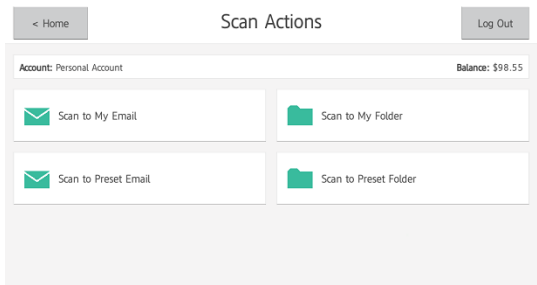 < Home
Scan Actions
Log Out
Account: Personal Account
Balance: $98.55
Scan to My Email
Scan to My Folder
Scan to Preset Email
Scan to Preset Folder